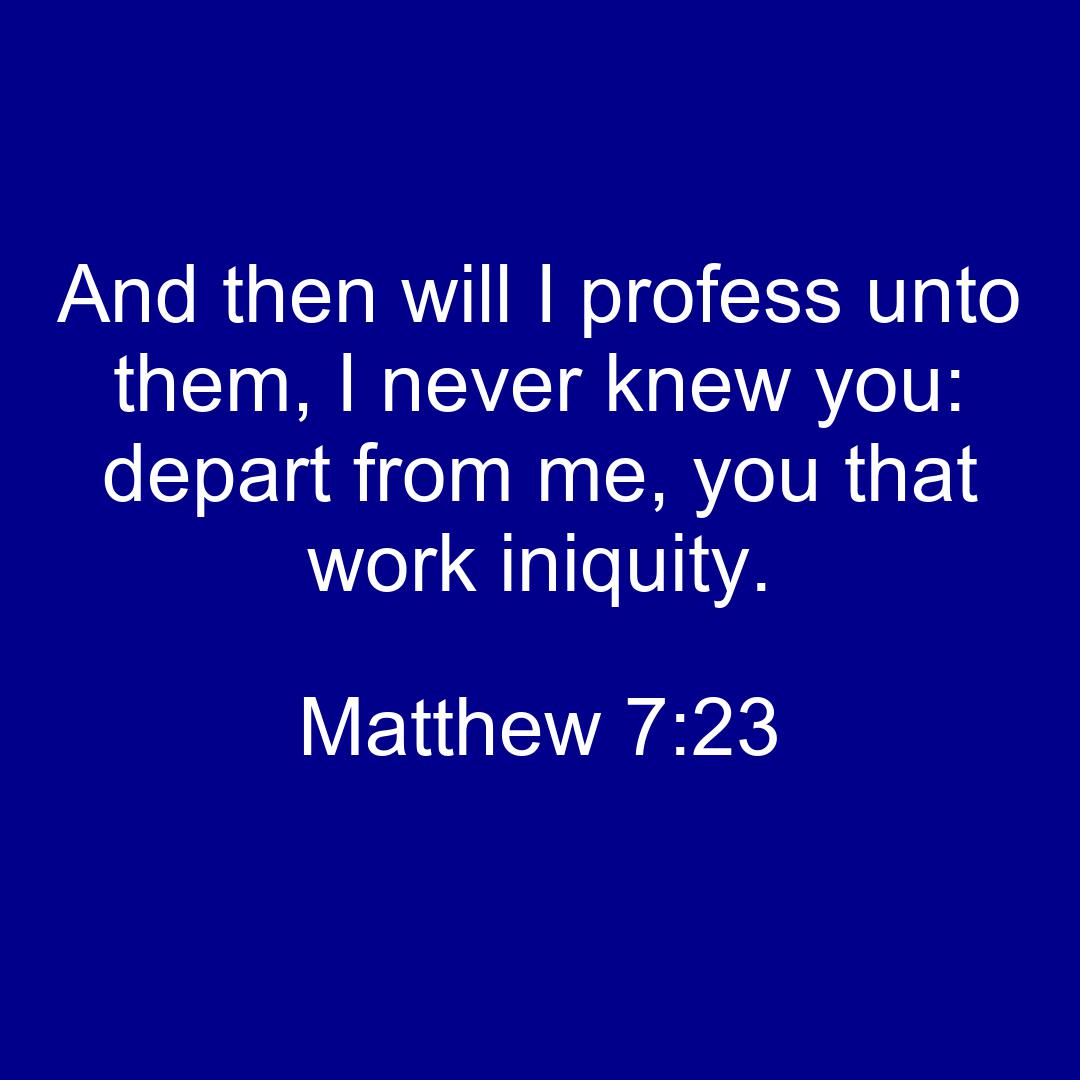 And then will I profess unto
them, I never knew you:
depart from me, you that
work iniquity.
Matthew 7:23